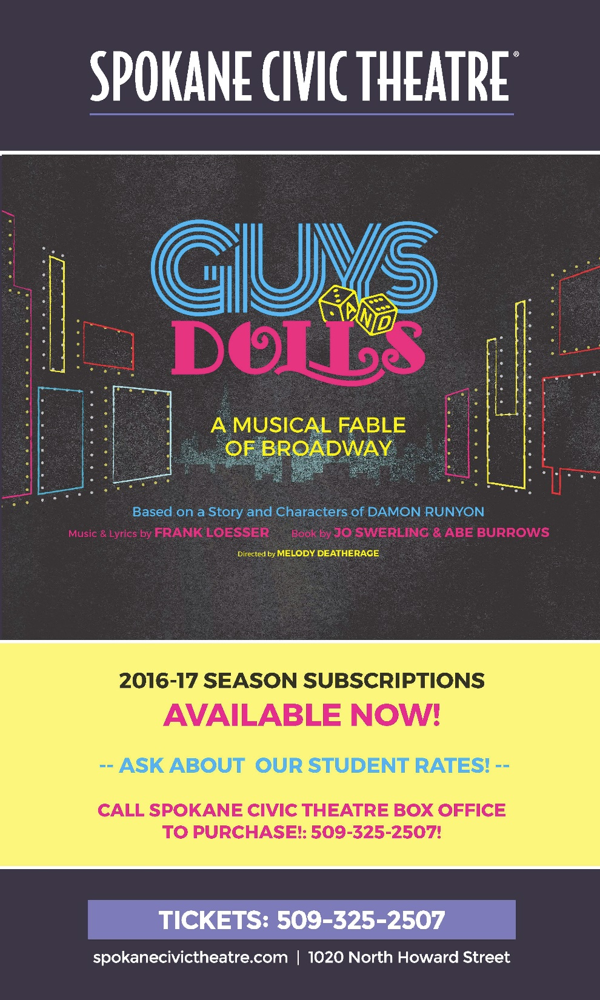 SPOKANE CIVIC THEATRE®
GUYS
AND
DOLLS
A MUSICAL FABLE
OF BROADWAY
Based on a Story and Characters of DAMON RUNYON
Music & Lyrics by FRANK LOESSER Book by JO SWERLING & ABE BURROWS
Directed by MELODY DEATHERAGE
2016-17 SEASON SUBSCRIPTIONS
AVAILABLE NOW!
-- ASK ABOUT OUR STUDENT RATES! --
CALL SPOKANE CIVIC THEATRE BOX OFFICE
TO PURCHASE!: 509-325-2507!
TICKETS: 509-325-2507
spokanecivictheatre.com | 1020 North Howard Street